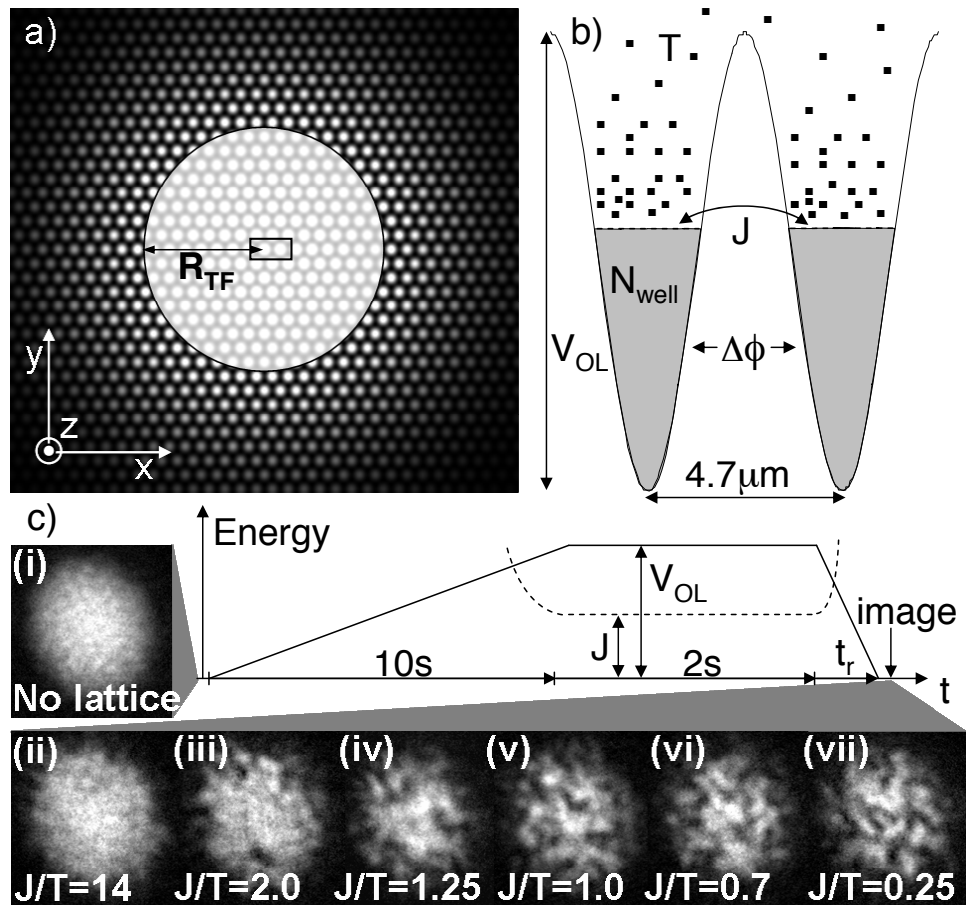 a)
R_TF
y
z
x
b)
T
J
N_well
V_OL
Δϕ
4.7μm
c)
Energy
(i)
No lattice
V_OL
J
10s
2s
t_r
image
t
(ii)
(iii)
(iv)
(v)
(vi)
(vii)
J/T=14
J/T=2.0
J/T=1.25
J/T=1.0
J/T=0.7
J/T=0.25